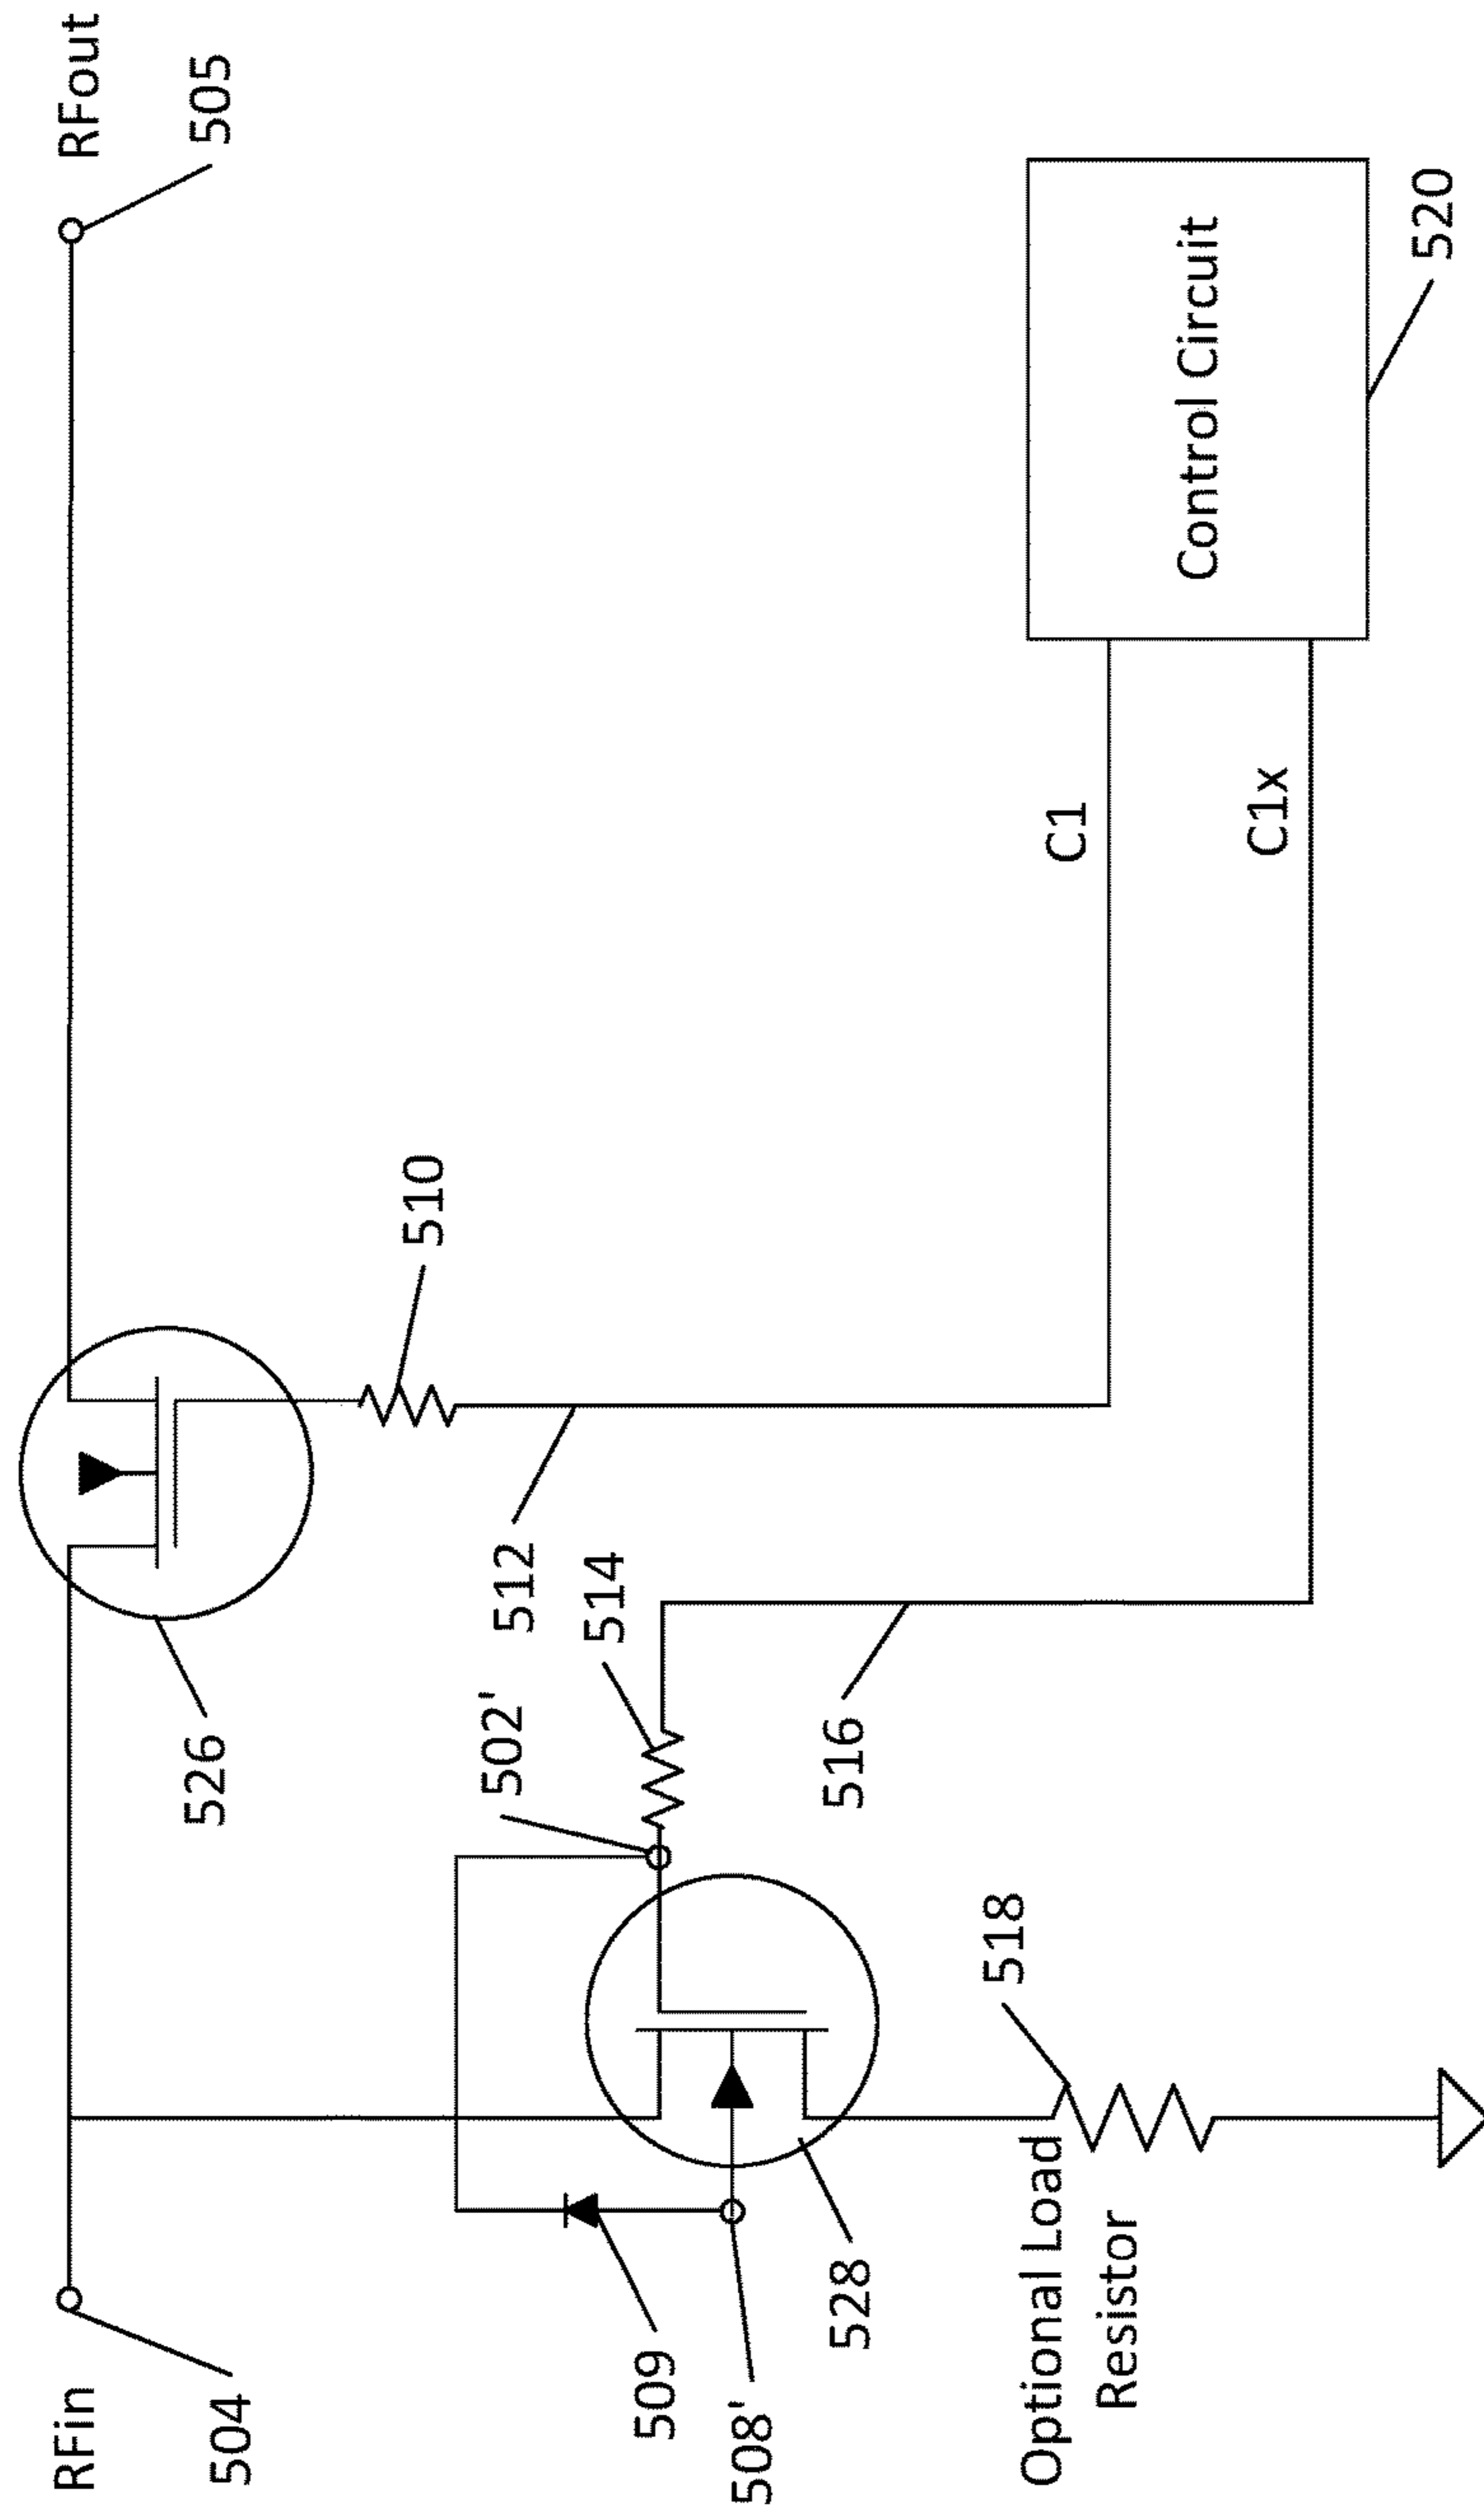 RFin
504
RFout
505
526
510
512
514
502'
516
509
508'
528
518
Optional Load
Resistor
C1
C1x
Control Circuit
520